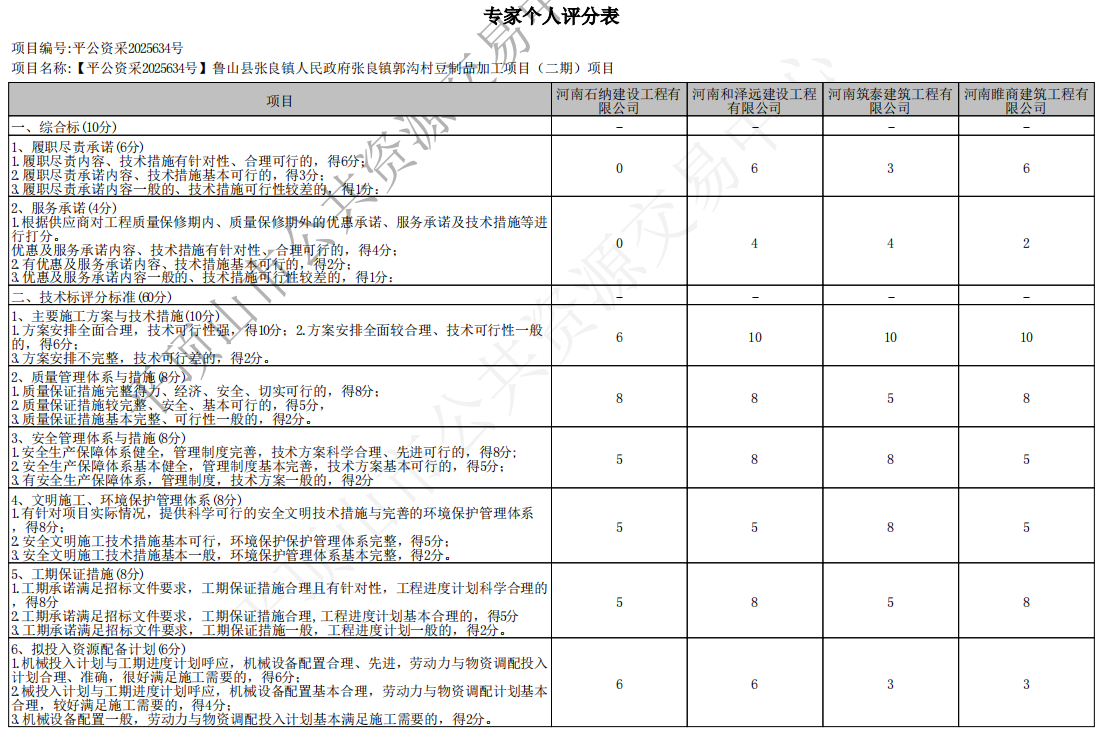 专家个人评分表
项目编号:平公资采2025634号
项目名称:【平公资采2025634号】鲁山县张良镇人民政府张良镇郭沟村豆制品加工项目（二期）项目
项目 河南石纳建设工程有限公司 河南和泽远建设工程有限公司 河南筑泰建筑工程有限公司 河南睢商建筑工程有限公司
一、综合标(10分) - - - -
1、履职尽责承诺(6分)
1.履职尽责内容、技术措施有针对性、合理可行的，得6分；
2.履职尽责承诺内容、技术措施基本可行的，得3分；
3.履职尽责承诺内容一般的、技术措施可行性较差的，得1分；
0 6 3 6
2、服务承诺(4分)
1.根据供应商对工程质量保修期内、质量保修期外的优惠承诺、服务承诺及技术措施等进
行打分。
优惠及服务承诺内容、技术措施有针对性、合理可行的，得4分；
2.有优惠及服务承诺内容、技术措施基本可行的，得2分；
3.优惠及服务承诺内容一般的、技术措施可行性较差的，得1分；
0 4 4 2
二、技术标评分标准(60分) - - - -
1、主要施工方案与技术措施(10分)
1.方案安排全面合理，技术可行性强，得10分；2.方案安排全面较合理、技术可行性一般
的，得6分；
3.方案安排不完整，技术可行差的，得2分。
6 10 10 10
2、质量管理体系与措施(8分)
1.质量保证措施完整得力、经济、安全、切实可行的，得8分；
2.质量保证措施较完整、安全、基本可行的，得5分，
3.质量保证措施基本完整、可行性一般的，得2分。
8 8 5 8
3、安全管理体系与措施(8分)
1.安全生产保障体系健全，管理制度完善，技术方案科学合理、先进可行的，得8分；
2.安全生产保障体系基本健全，管理制度基本完善，技术方案基本可行的，得5分；
3.有安全生产保障体系，管理制度，技术方案一般的，得2分
5 8 8 5
4、文明施工、环境保护管理体系(8分)
1.有针对项目实际情况，提供科学可行的安全文明技术措施与完善的环境保护管理体系
，得8分；
2.安全文明施工技术措施基本可行，环境保护保护管理体系完整，得5分；
3.安全文明施工技术措施基本一般，环境保护管理体系基本完整，得2分。
5 5 8 5
5、工期保证措施(8分)
1.工期承诺满足招标文件要求，工期保证措施合理且有针对性，工程进度计划科学合理的
，得8分
2.工期承诺满足招标文件要求，工期保证措施合理,工程进度计划基本合理的，得5分
3.工期承诺满足招标文件要求，工期保证措施一般，工程进度计划一般的，得2分。
5 8 5 8
6、拟投入资源配备计划(6分)
1.机械投入计划与工期进度计划呼应，机械设备配置合理、先进，劳动力与物资调配投入
计划合理、准确，很好满足施工需要的，得6分；
2.械投入计划与工期进度计划呼应，机械设备配置基本合理，劳动力与物资调配计划基本
合理，较好满足施工需要的，得4分；
3.机械设备配置一般，劳动力与物资调配投入计划基本满足施工需要的，得2分。
6 6 3 3
平顶山市公共资源交易中心
平顶山市公共资源交易中心